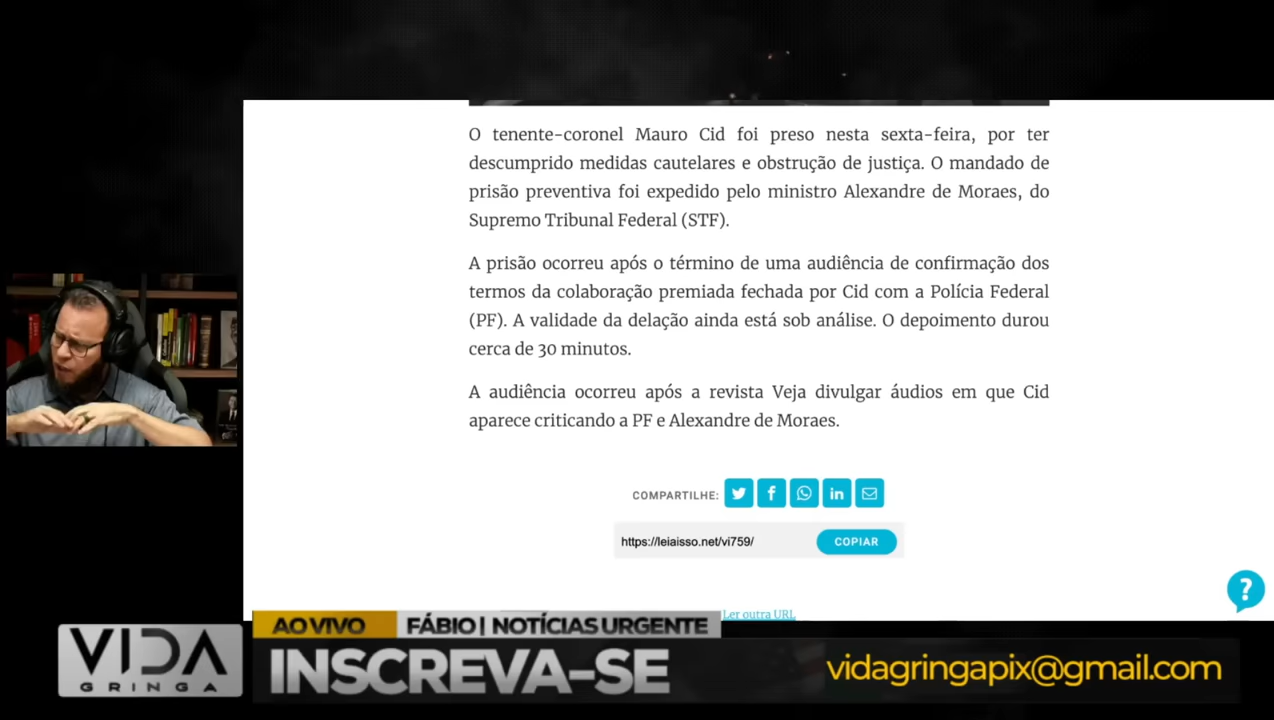 O tenente-coronel Mauro Cid foi preso nesta sexta-feira, por ter
descumprido medidas cautelares e obstrução de justiça. O mandado de
prisão preventiva foi expedido pelo ministro Alexandre de Moraes, do
Supremo Tribunal Federal (STF).
A prisão ocorreu após o término de uma audiência de confirmação dos
termos da colaboração premiada fechada por Cid com a Polícia Federal
(PF). A validade da delação ainda está sob análise. O depoimento durou
cerca de 30 minutos.
A audiência ocorreu após a revista Veja divulgar áudios em que Cid
aparece criticando a PF e Alexandre de Moraes.
COMPARTILHE:
https://leiaisso.net/vi759/
COPIAR
?
Ler outra URL
AO VIVO
FÁBIO | NOTÍCIAS URGENTE
VIDA
GRINGA
INSCREVA-SE
vidagringapix@gmail.com